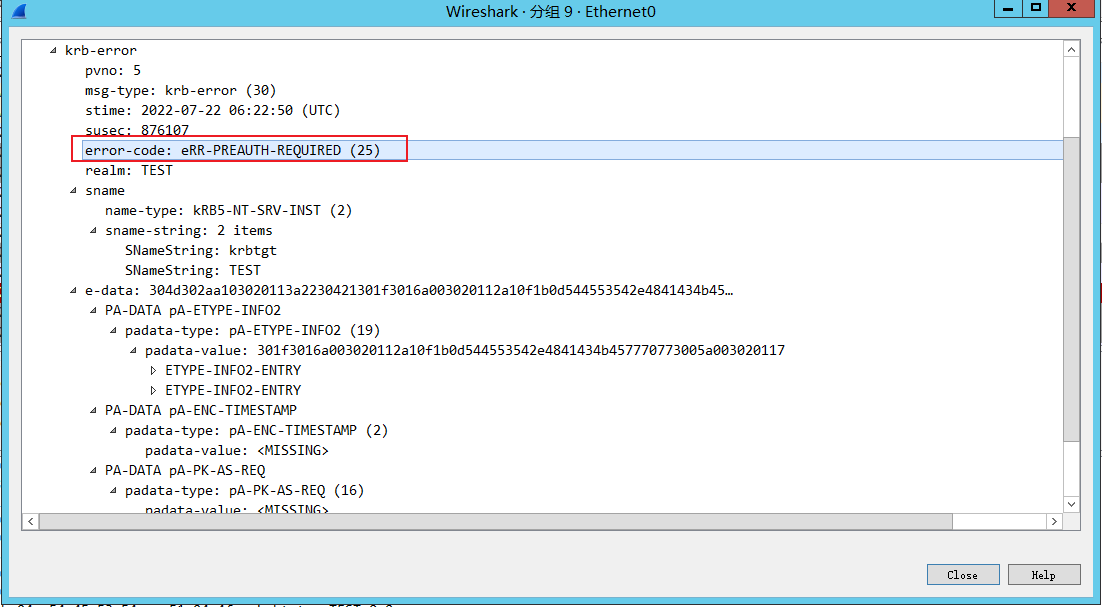 Wireshark · 分组 9 · Ethernet0
krb-error
pvno: 5
msg-type: krb-error (30)
stime: 2022-07-22 06:22:50 (UTC)
susec: 876107
error-code: eRR-PREAUTH-REQUIRED (25)
realm: TEST
sname
name-type: kRB5-NT-SRV-INST (2)
sname-string: 2 items
SNameString: krbtgt
SNameString: TEST
e-data: 304d302aa103020113a2230421301f3016a003020112a10f1b0d544553542e4841434b45…
PA-DATA pA-ETYPE-INFO2
padata-type: pA-ETYPE-INFO2 (19)
padata-value: 301f3016a003020112a10f1b0d544553542e4841434b457770773005a003020117
ETYPE-INFO2-ENTRY
ETYPE-INFO2-ENTRY
PA-DATA pA-ENC-TIMESTAMP
padata-type: pA-ENC-TIMESTAMP (2)
padata-value: <MISSING>
PA-DATA pA-PK-AS-REQ
padata-type: pA-PK-AS-REQ (16)
padata-value: <MISSING>
Close Help